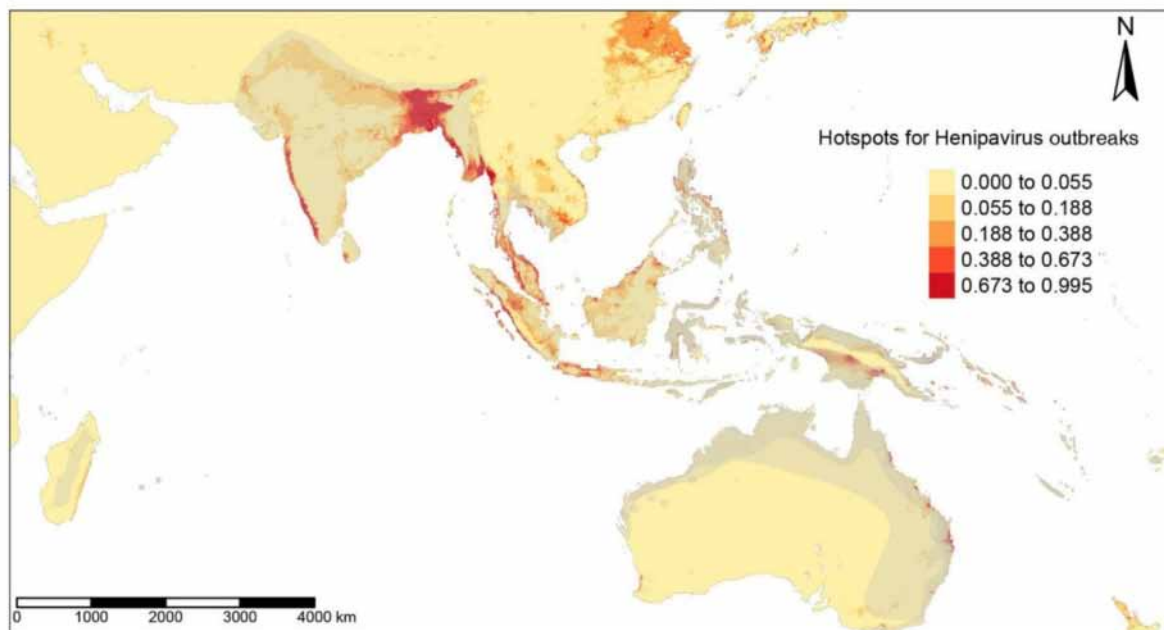 N
Hotspots for Henipavirus outbreaks
0.000 to 0.055
0.055 to 0.188
0.188 to 0.388
0.388 to 0.673
0.673 to 0.995
0 1000 2000 3000 4000 km